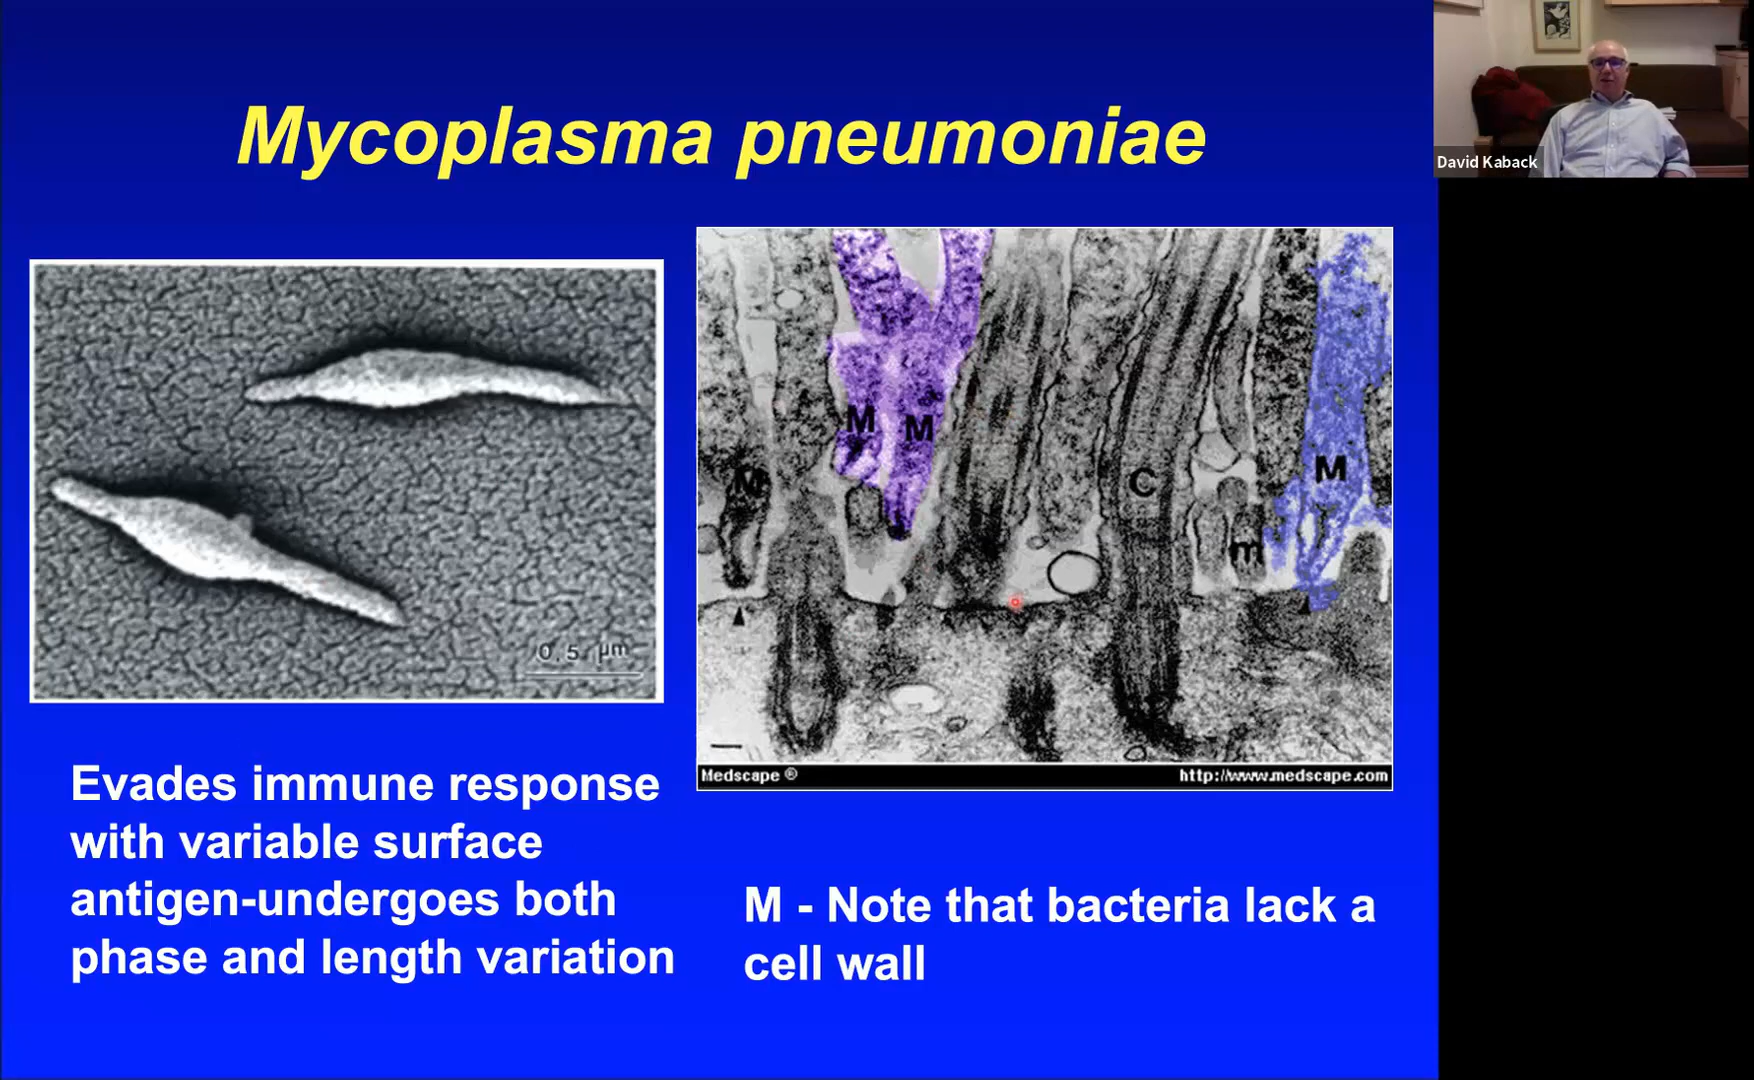 Mycoplasma pneumoniae
David Kaback
M
M
M
C
M
m
0.5 µm
Medscape ® http://www.medscape.com
Evades immune response
with variable surface
antigen-undergoes both
phase and length variation
M - Note that bacteria lack a
cell wall